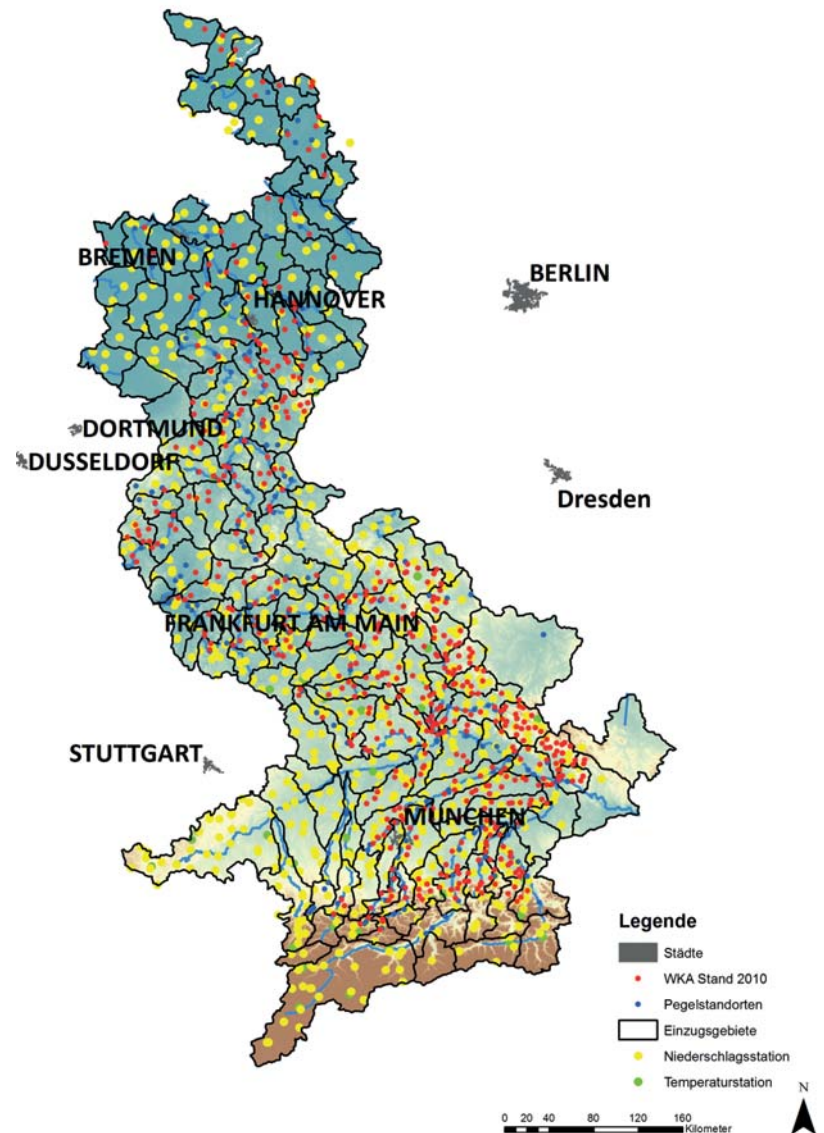 BREMEN
HANNOVER
BERLIN
DORTMUND
DUSSELDORF
Dresden
FRANKFURT AM MAIN
STUTTGART
MUNCHEN
Legende
Städte
WKA Stand 2010
Pegelstandorten
Einzugsgebiete
Niederschlagsstation
Temperaturstation
N
0 20 40 80 120 160
Kilometer